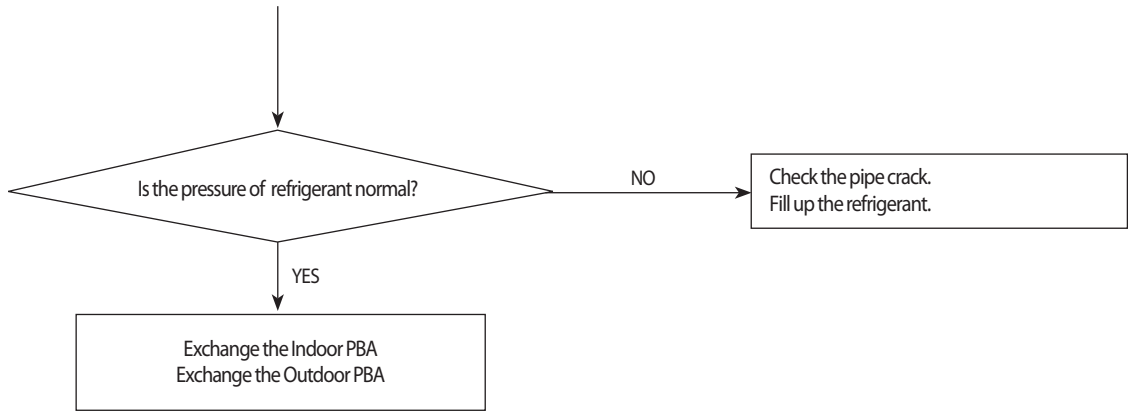 Is the pressure of refrigerant normal?
NO
Check the pipe crack.
Fill up the refrigerant.
YES
Exchange the Indoor PBA
Exchange the Outdoor PBA